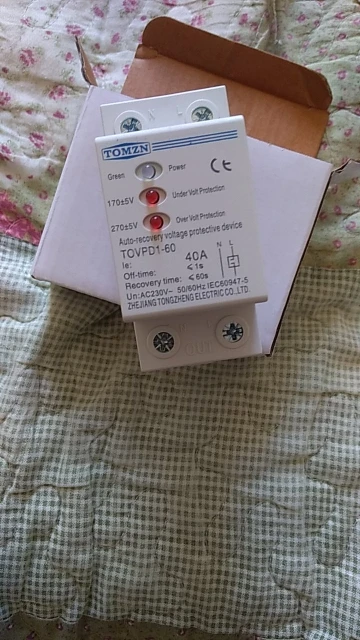 TOMZN
Green Power
170±5V Under Volt Protection
270±5V Over Volt Protection
Auto-recovery voltage protective device
TOVPD1-60
N L
Ie: 40A
Off-time: ≤1s
Recovery time: ≤60s
Un:AC230V~ 50/60Hz IEC60947-5
ZHEJIANG TONGZHENG ELECTRIC CO.,LTD.